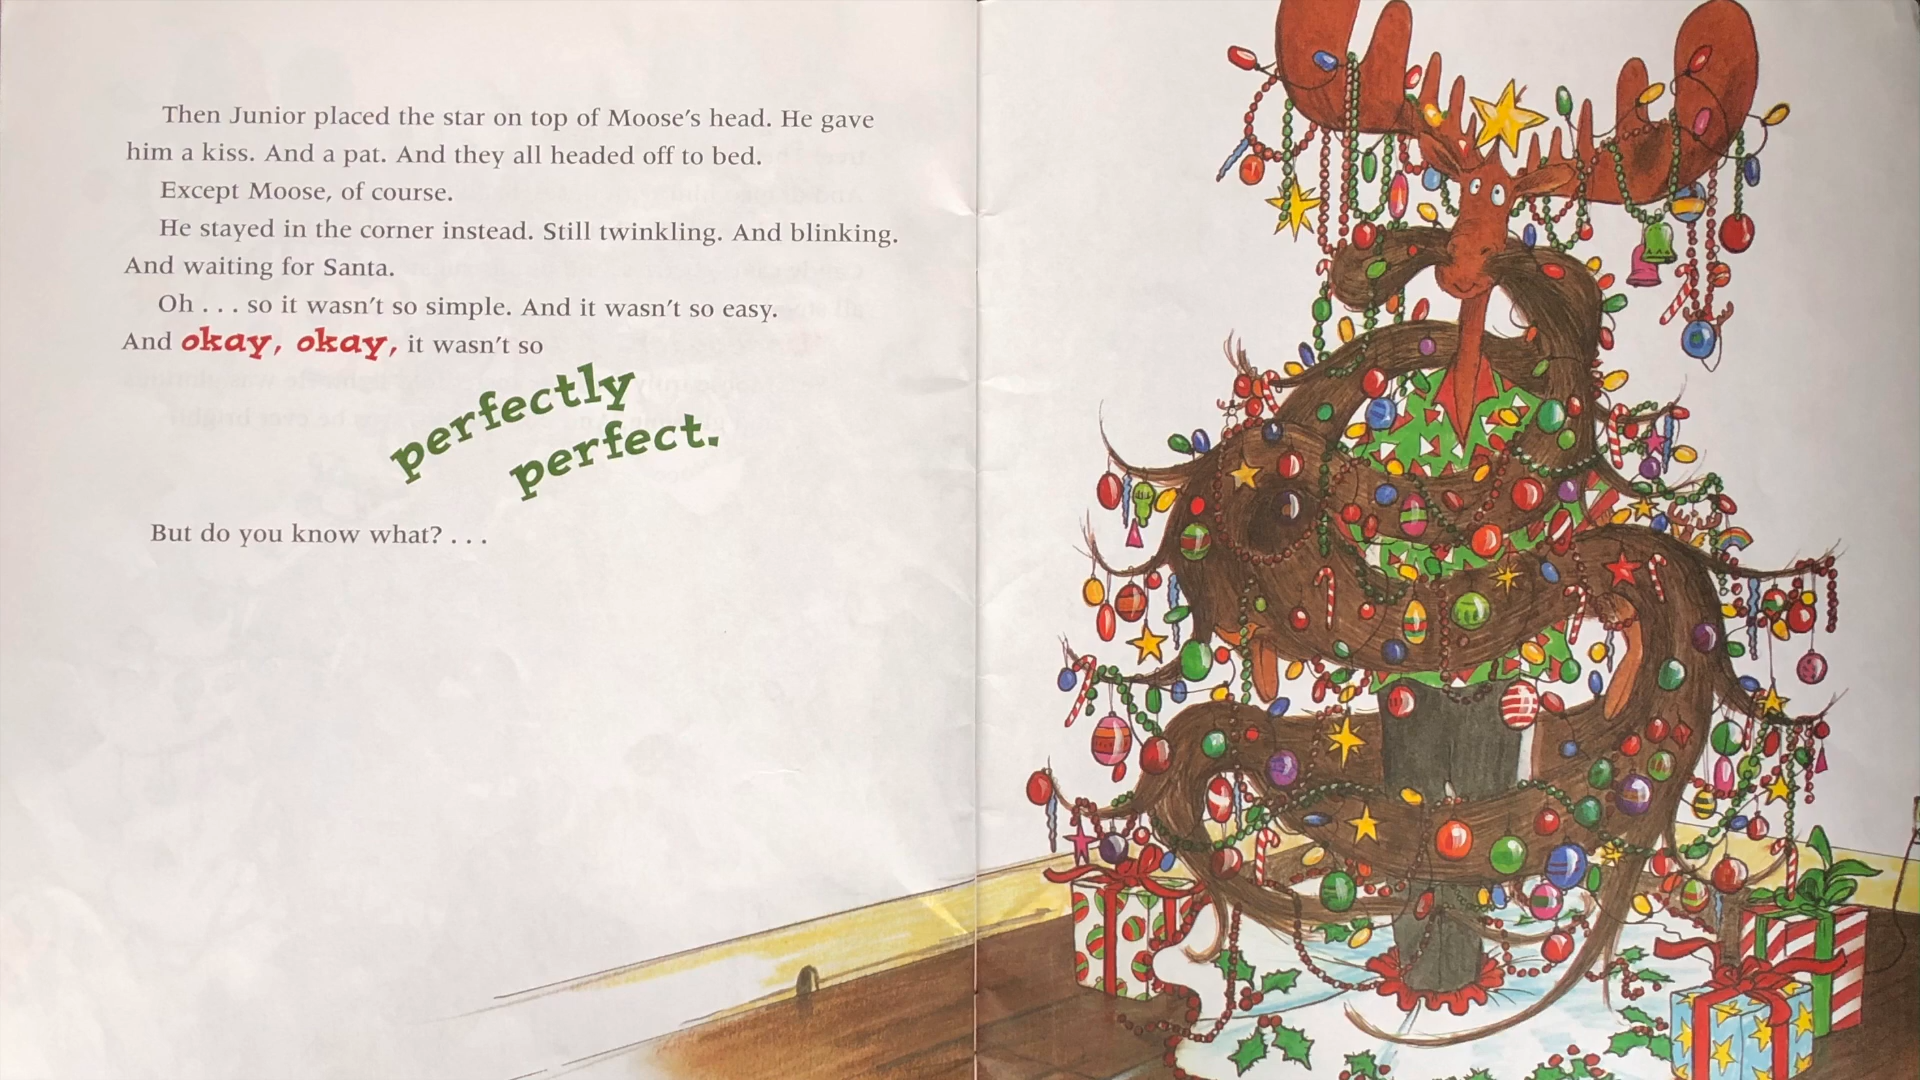 Then Junior placed the star on top of Moose's head. He gave
him a kiss. And a pat. And they all headed off to bed.
Except Moose, of course.
He stayed in the corner instead. Still twinkling. And blinking.
And waiting for Santa.
Oh . . . so it wasn't so simple. And it wasn't so easy.
And okay, okay, it wasn't so
perfectly
perfect.
But do you know what? . . .